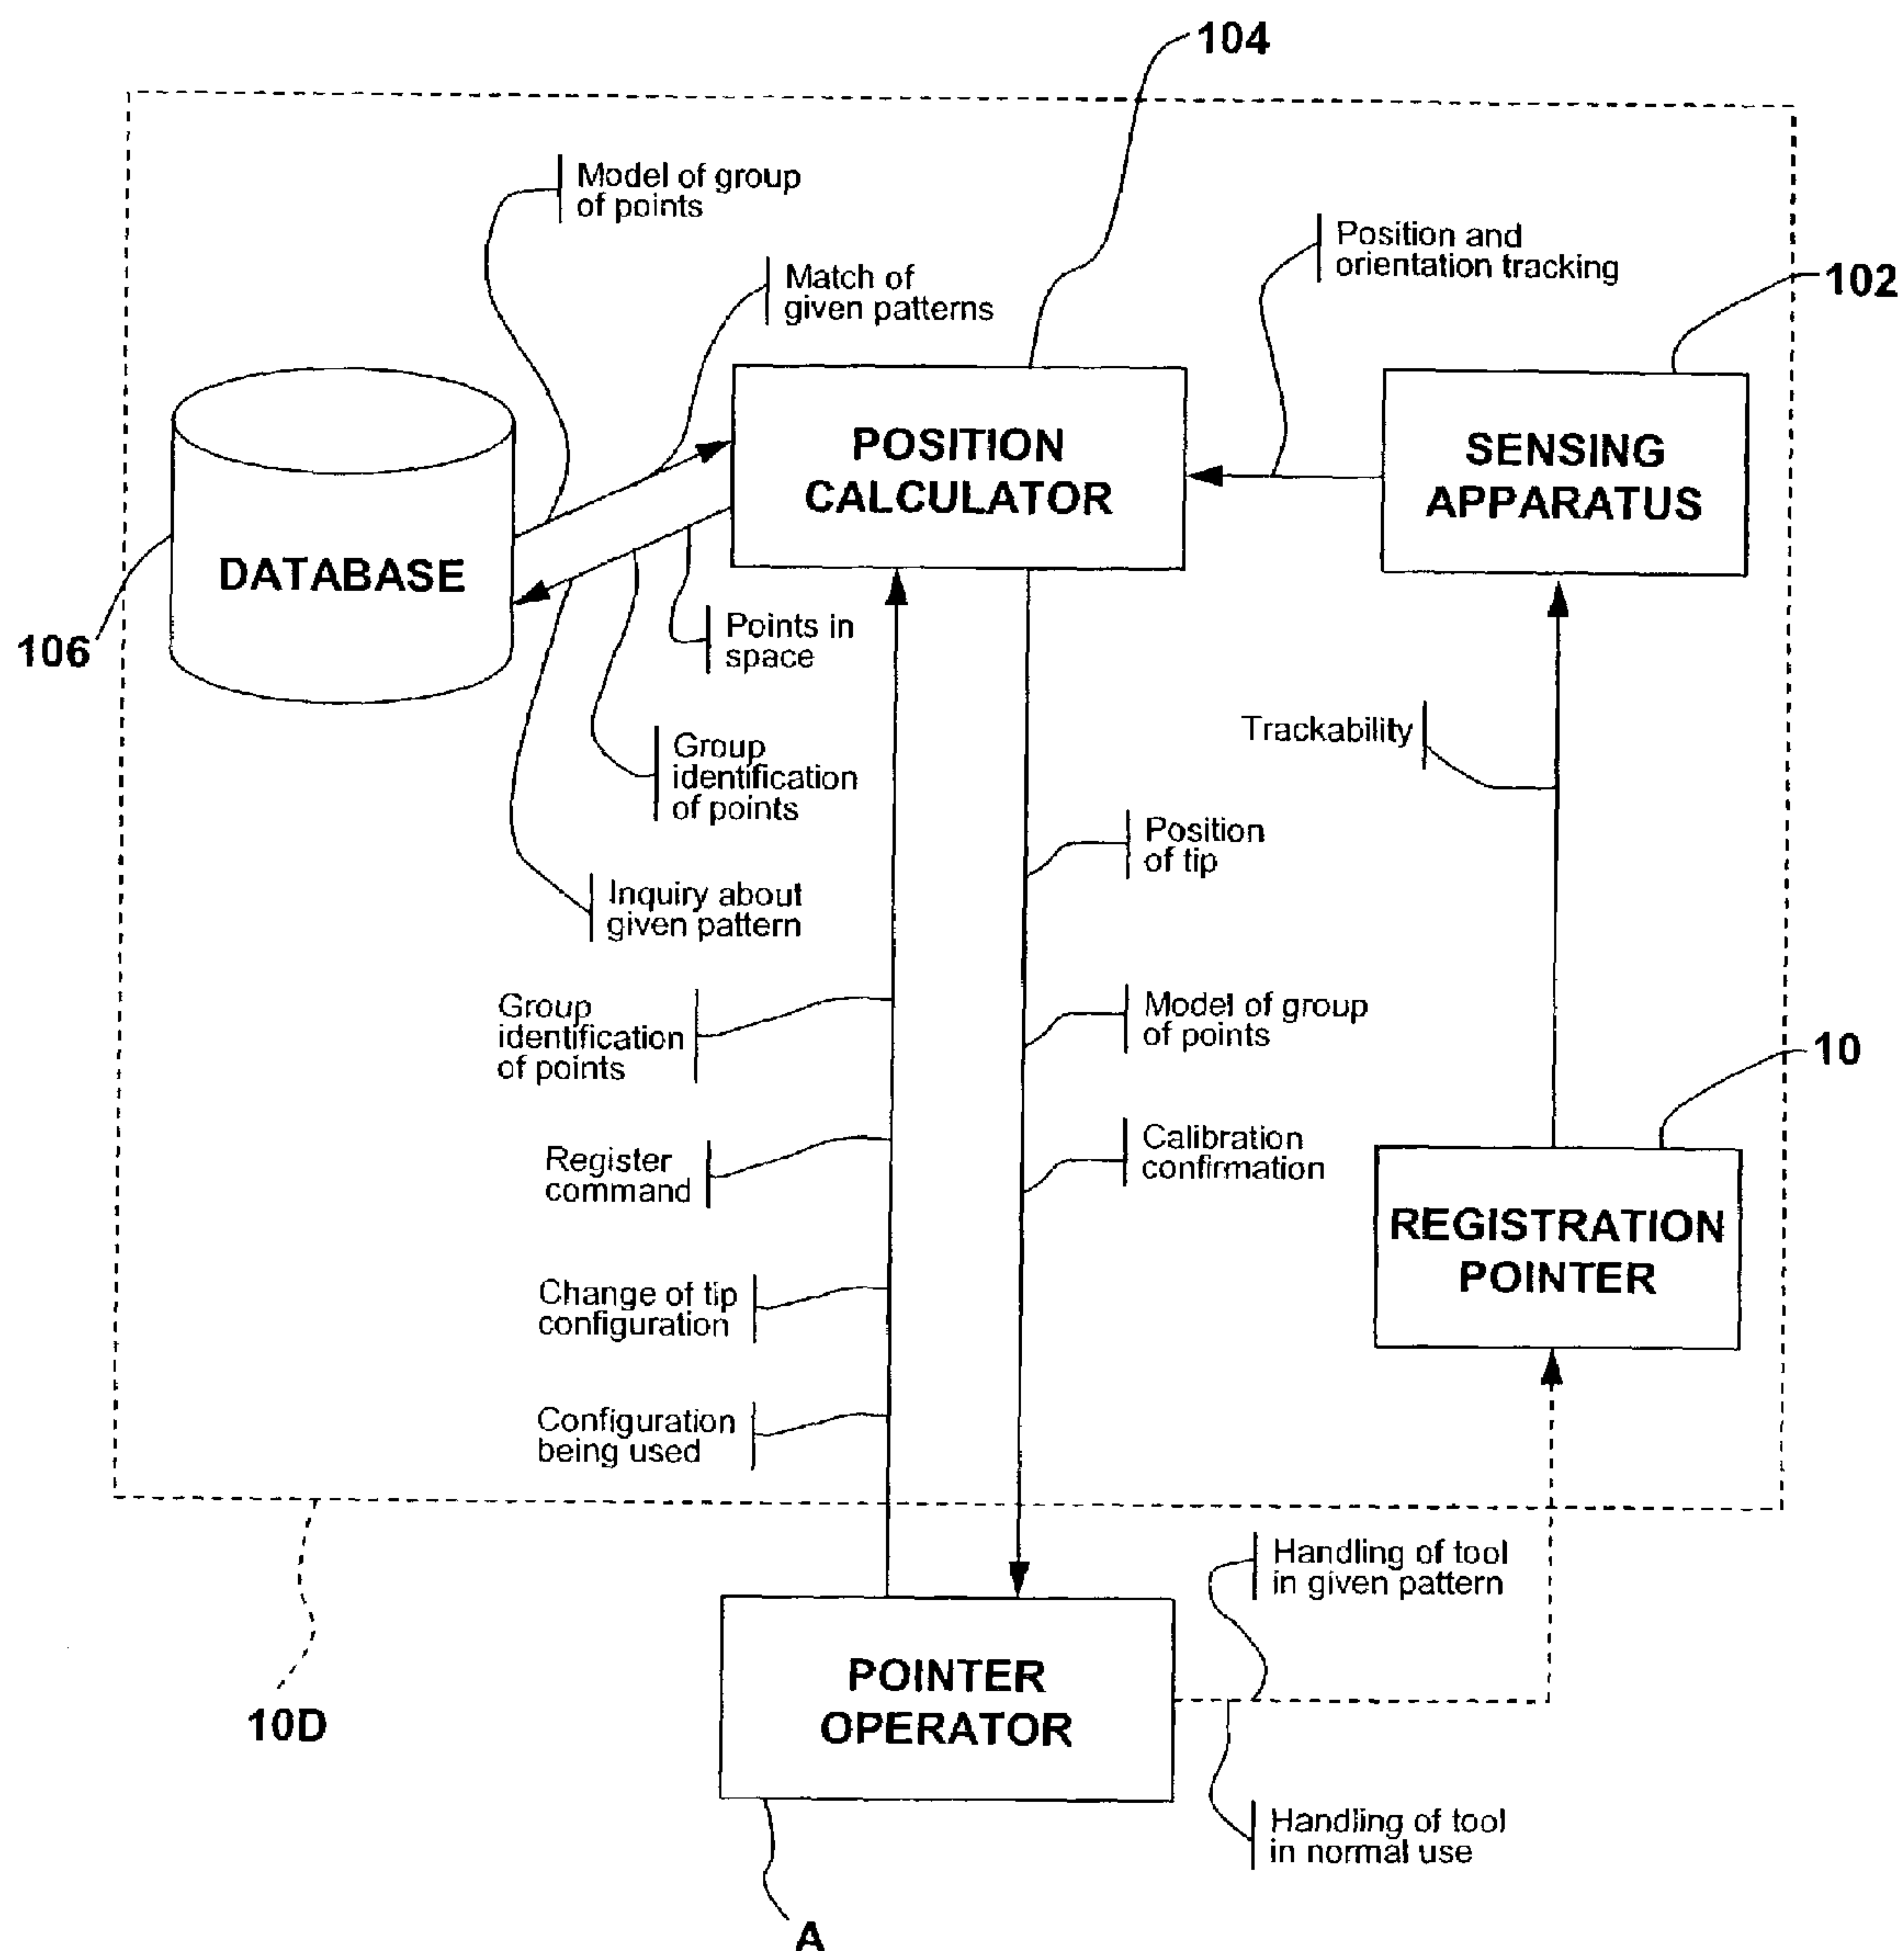 104
Model of group
of points
Match of
given patterns
Position and
orientation tracking
102
POSITION
CALCULATOR
SENSING
APPARATUS
DATABASE
106
Points in
space
Group
identification
of points
Inquiry about
given pattern
Trackability
Position
of tip
Group
identification
of points
Model of group
of points
10
Register
command
Calibration
confirmation
REGISTRATION
POINTER
Change of tip
configuration
Configuration
being used
Handling of tool
in given pattern
10D
POINTER
OPERATOR
Handling of tool
in normal use
A